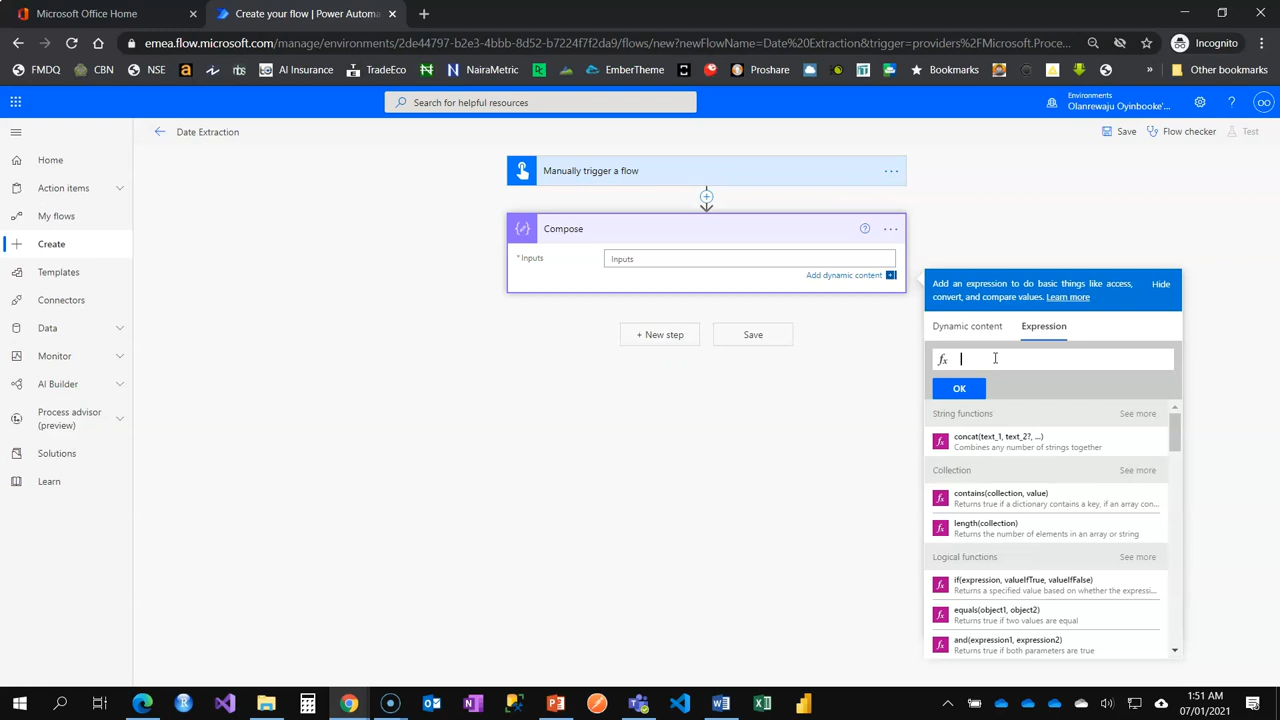 Microsoft Office Home
Create your flow | Power Automa
emea.flow.microsoft.com/manage/environments/2de44797-b2e2-4bbb-8d52-b7224f7f2da9/flows/new?newFlowName=Date%20Extraction&trigger=providers%2FMicrosoft.Proce...
Incognito
FMDQ
CBN
NSE
AI Insurance
TradeEco
NairaMetric
EmberTheme
Proshare
Bookmarks
»
Other bookmarks
Search for helpful resources
Environments
Olanrewaju Oyinbooke'...
OO
Date Extraction
Save
Flow checker
Test
Home
Action items
My flows
Create
Templates
Connectors
Data
Monitor
AI Builder
Process advisor
(preview)
Solutions
Learn
Manually trigger a flow
Compose
* Inputs
Inputs
Add dynamic content
+ New step
Save
Add an expression to do basic things like access,
convert, and compare values. Learn more
Hide
Dynamic content
Expression
fx
OK
String functions
See more
fx
concat(text_1, text_2?, ...)
Combines any number of strings together
Collection
See more
fx
contains(collection, value)
Returns true if a dictionary contains a key, if an array con...
fx
length(collection)
Returns the number of elements in an array or string
Logical functions
See more
fx
if(expression, valueIfTrue, valueIfFalse)
Returns a specified value based on whether the expressi...
fx
equals(object1, object2)
Returns true if two values are equal
fx
and(expression1, expression2)
Returns true if both parameters are true
1:51 AM
07/01/2021